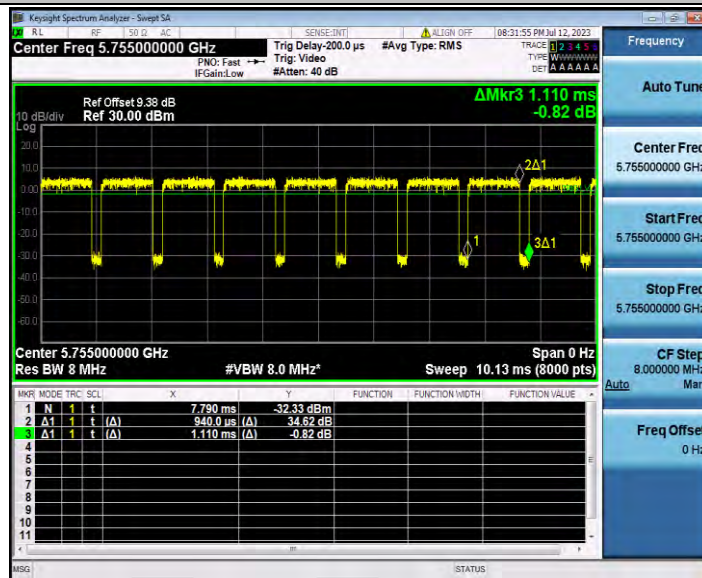 Keysight Spectrum Analyzer - Swept SA
RL RF 50 Ω AC SENSE:INT ALIGN OFF 08:31:55 PM Jul 12, 2023
Center Freq 5.755000000 GHz
PNO: Fast
IFGain:Low
Trig Delay-200.0 µs
Trig: Video
#Atten: 40 dB
#Avg Type: RMS
TRACE 1 2 3 4 5 6
TYPE W
DET A A A A A A
ΔMkr3 1.110 ms
-0.82 dB
Ref Offset 9.38 dB
10 dB/div Ref 30.00 dBm
Log
20.0
10.0
0.00
-10.0
-20.0
-30.0
-40.0
-50.0
-60.0
2Δ1
1
3Δ1
Center 5.755000000 GHz Span 0 Hz
Res BW 8 MHz #VBW 8.0 MHz* Sweep 10.13 ms (8000 pts)
MKR MODE TRC SCL X Y FUNCTION FUNCTION WIDTH FUNCTION VALUE
1 N 1 t 7.790 ms -32.33 dBm
2 Δ1 1 t (Δ) 940.0 µs (Δ) 34.62 dB
3 Δ1 1 t (Δ) 1.110 ms (Δ) -0.82 dB
4
5
6
7
8
9
10
11
MSG STATUS
Frequency
Auto Tune
Center Freq
5.755000000 GHz
Start Freq
5.755000000 GHz
Stop Freq
5.755000000 GHz
CF Step
8.000000 MHz
Auto Man
Freq Offset
0 Hz